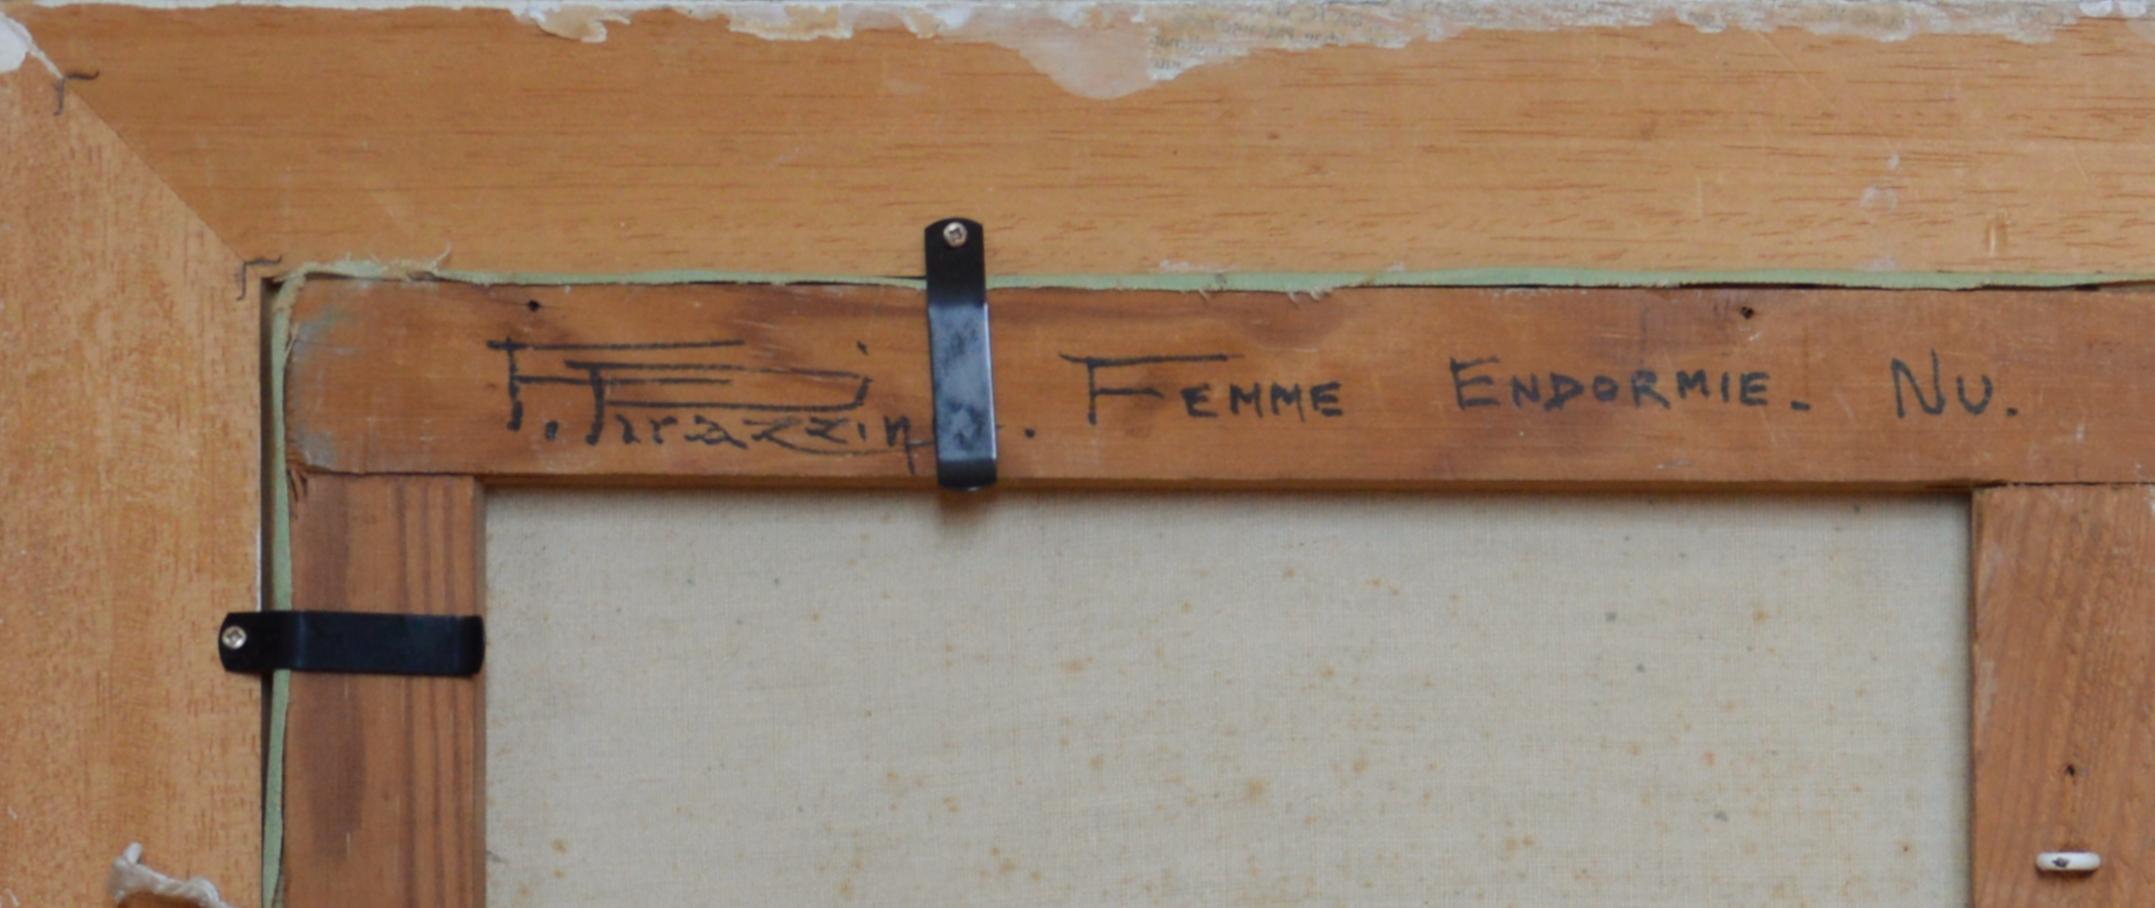 F. FEMME ENDORMIE. NU.